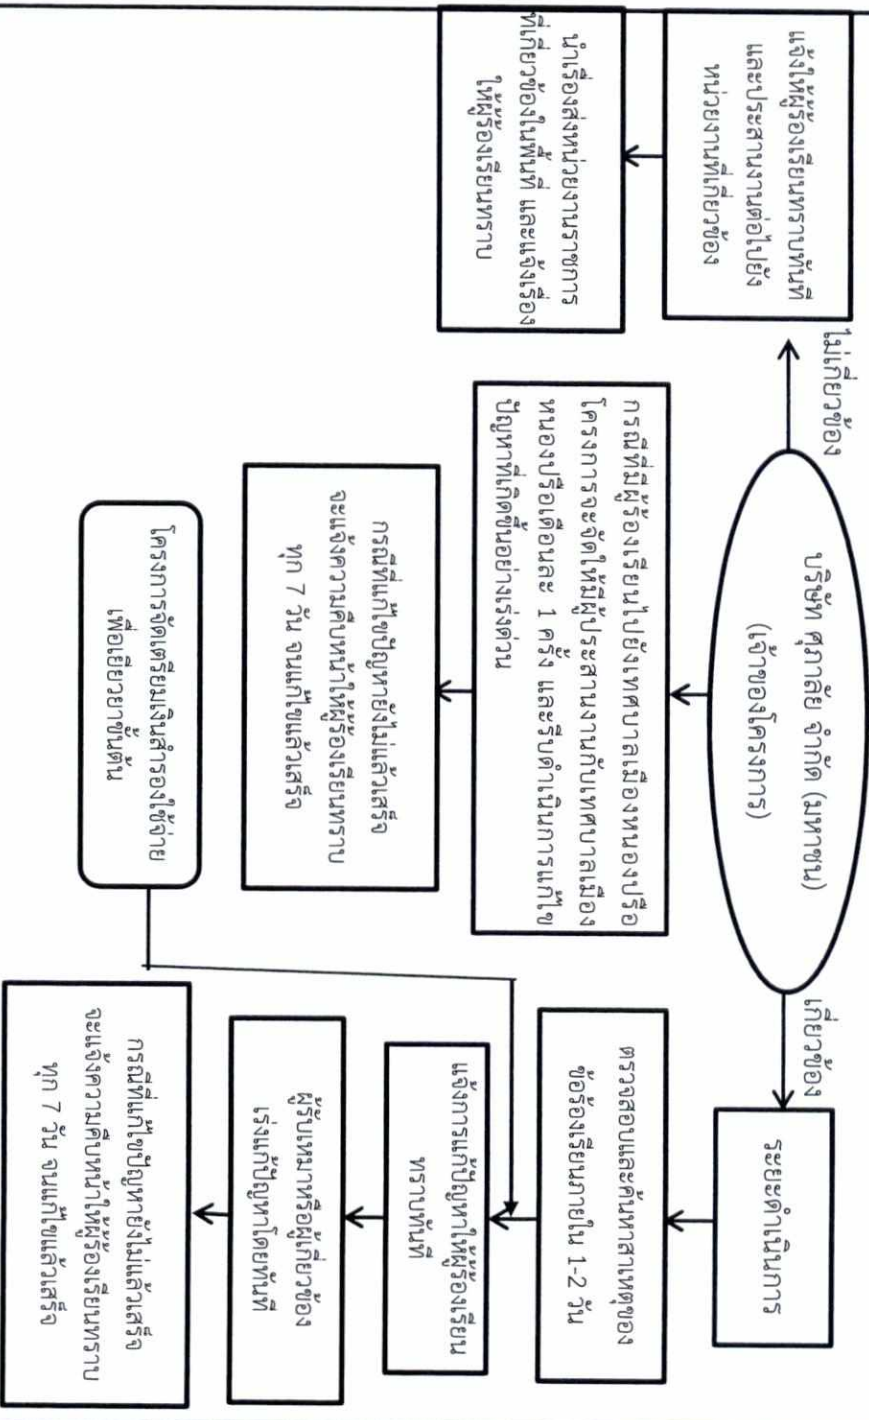 บริษัท ศุภาลัย จำกัด (มหาชน)
(เจ้าของโครงการ)
ไม่เกี่ยวข้อง
เกี่ยวข้อง
แจ้งให้ผู้ร้องเรียนทราบทันที
และประสานงานต่อไปยัง
หน่วยงานที่เกี่ยวข้อง
นำเรื่องส่งหน่วยงานราชการ
ที่เกี่ยวข้องในพื้นที่ และแจ้งเรื่อง
ให้ผู้ร้องเรียนทราบ
กรณีที่มีผู้ร้องเรียนไปยังเทศบาลเมืองหนองปรือ
โครงการจะจัดให้มีผู้ประสานงานกับเทศบาลเมือง
หนองปรือเดือนละ 1 ครั้ง และรีบดำเนินการแก้ไข
ปัญหาที่เกิดขึ้นอย่างเร่งด่วน
กรณีที่แก้ไขปัญหายังไม่แล้วเสร็จ
จะแจ้งความคืบหน้าให้ผู้ร้องเรียนทราบ
ทุก 7 วัน จนแก้ไขแล้วเสร็จ
โครงการจัดเตรียมเงินสำรองใช้จ่าย
เพื่อเยียวยาขั้นต้น
ระยะดำเนินการ
ตรวจสอบและค้นหาสาเหตุของ
ข้อร้องเรียนภายใน 1-2 วัน
แจ้งการแก้ปัญหาให้ผู้ร้องเรียน
ทราบทันที
ผู้รับเหมาหรือผู้เกี่ยวข้อง
เร่งแก้ปัญหาโดยทันที
กรณีที่แก้ไขปัญหายังไม่แล้วเสร็จ
จะแจ้งความคืบหน้าให้ผู้ร้องเรียนทราบ
ทุก 7 วัน จนแก้ไขแล้วเสร็จ